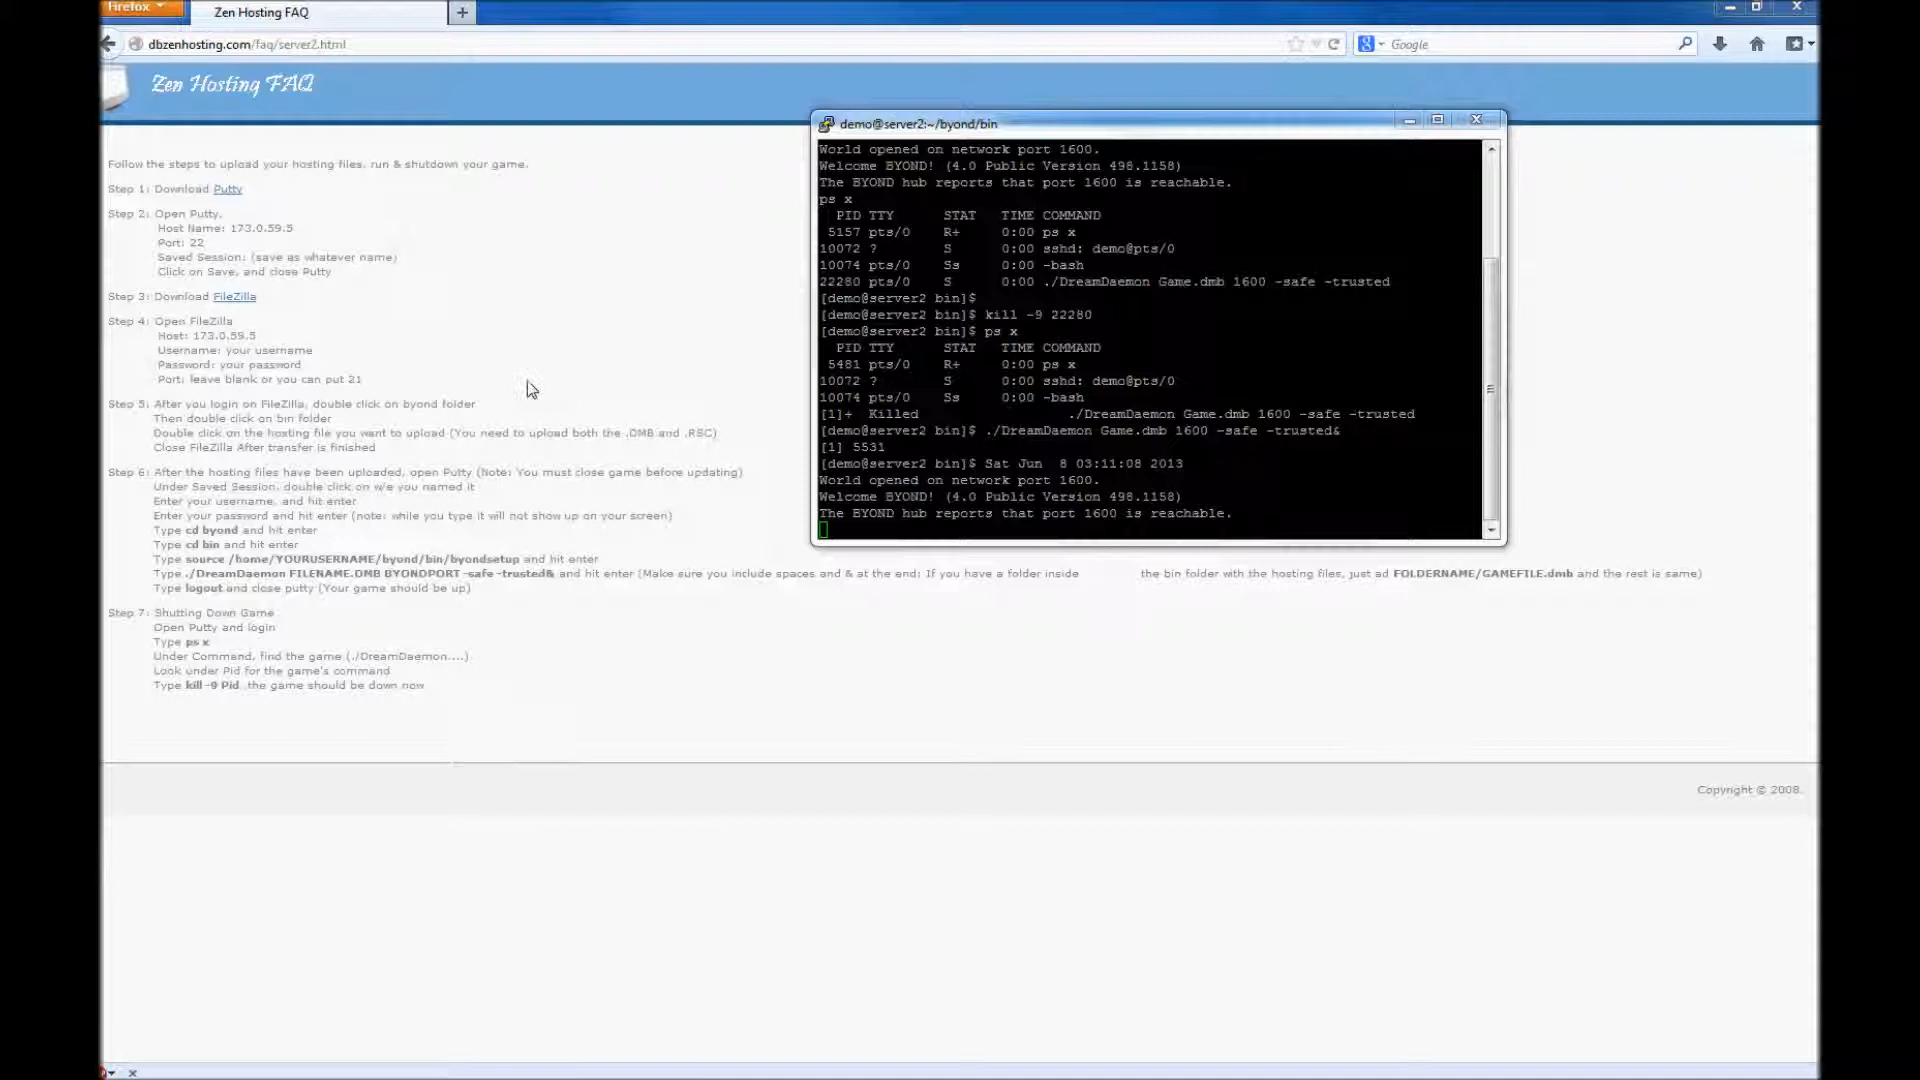 Firefox
Zen Hosting FAQ
dbzenhosting.com/faq/server2.html
Google
Zen Hosting FAQ
Follow the steps to upload your hosting files, run & shutdown your game.
Step 1: Download Putty
Step 2: Open Putty.
Host Name: 173.0.59.5
Port: 22
Saved Session: (save as whatever name)
Click on Save, and close Putty
Step 3: Download FileZilla
Step 4: Open FileZilla
Host: 173.0.59.5
Username: your username
Password: your password
Port: leave blank or you can put 21
Step 5: After you login on FileZilla, double click on byond folder
Then double click on bin folder
Double click on the hosting file you want to upload (You need to upload both the .DMB and .RSC)
Close FileZilla After transfer is finished
Step 6: After the hosting files have been uploaded, open Putty (Note: You must close game before updating)
Under Saved Session, double click on w/e you named it
Enter your username, and hit enter
Enter your password and hit enter (note: while you type it will not show up on your screen)
Type cd byond and hit enter
Type cd bin and hit enter
Type source /home/YOURUSERNAME/byond/bin/byondsetup and hit enter
Type ./DreamDaemon FILENAME.DMB BYONDPORT -safe -trusted& and hit enter (Make sure you include spaces and & at the end; If you have a folder inside the bin folder with the hosting files, just ad FOLDERNAME/GAMEFILE.dmb and the rest is same)
Type logout and close putty (Your game should be up)
Step 7: Shutting Down Game
Open Putty and login
Type ps x
Under Command, find the game (./DreamDaemon....)
Look under Pid for the game's command
Type kill -9 Pid the game should be down now
Copyright © 2008.
demo@server2:~/byond/bin
World opened on network port 1600.
Welcome BYOND! (4.0 Public Version 498.1158)
The BYOND hub reports that port 1600 is reachable.
ps x
PID TTY STAT TIME COMMAND
5157 pts/0 R+ 0:00 ps x
10072 ? S 0:00 sshd: demo@pts/0
10074 pts/0 Ss 0:00 -bash
22280 pts/0 S 0:00 ./DreamDaemon Game.dmb 1600 -safe -trusted
[demo@server2 bin]$
[demo@server2 bin]$ kill -9 22280
[demo@server2 bin]$ ps x
PID TTY STAT TIME COMMAND
5481 pts/0 R+ 0:00 ps x
10072 ? S 0:00 sshd: demo@pts/0
10074 pts/0 Ss 0:00 -bash
[1]+ Killed ./DreamDaemon Game.dmb 1600 -safe -trusted
[demo@server2 bin]$ ./DreamDaemon Game.dmb 1600 -safe -trusted&
[1] 5531
[demo@server2 bin]$ Sat Jun 8 03:11:08 2013
World opened on network port 1600.
Welcome BYOND! (4.0 Public Version 498.1158)
The BYOND hub reports that port 1600 is reachable.